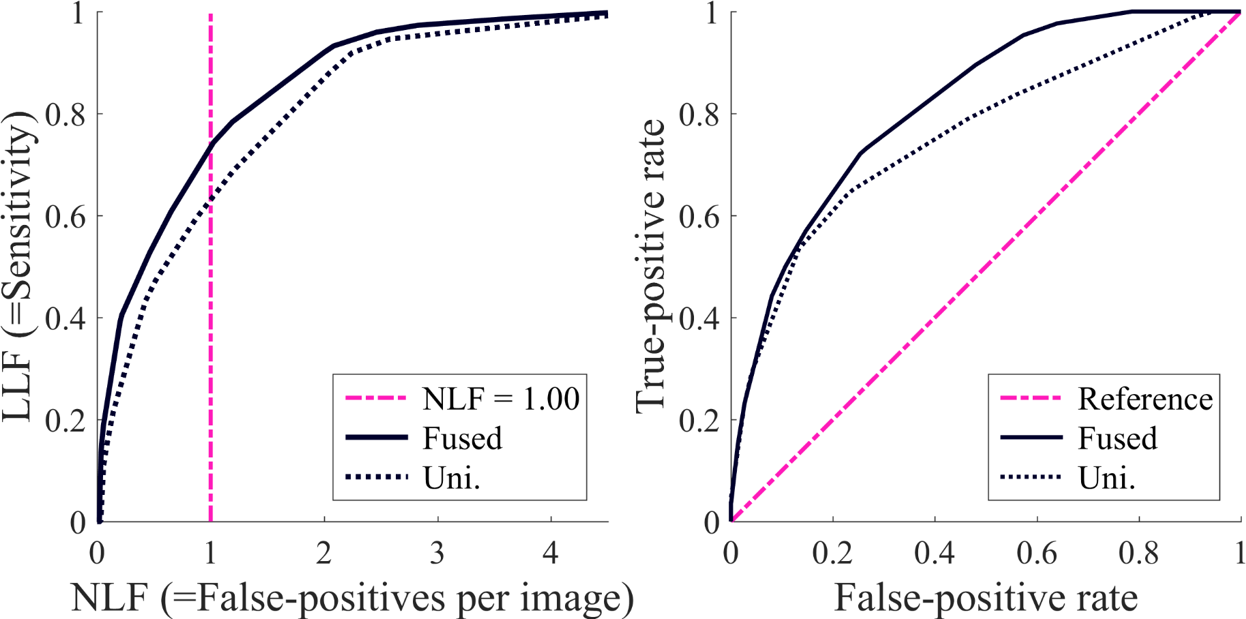 LLF (=Sensitivity)
1
0.8
0.6
0.4
0.2
0
0
1
2
3
4
NLF (=False-positives per image)
NLF = 1.00
Fused
Uni.
True-positive rate
1
0.8
0.6
0.4
0.2
0
0
0.2
0.4
0.6
0.8
1
False-positive rate
Reference
Fused
Uni.